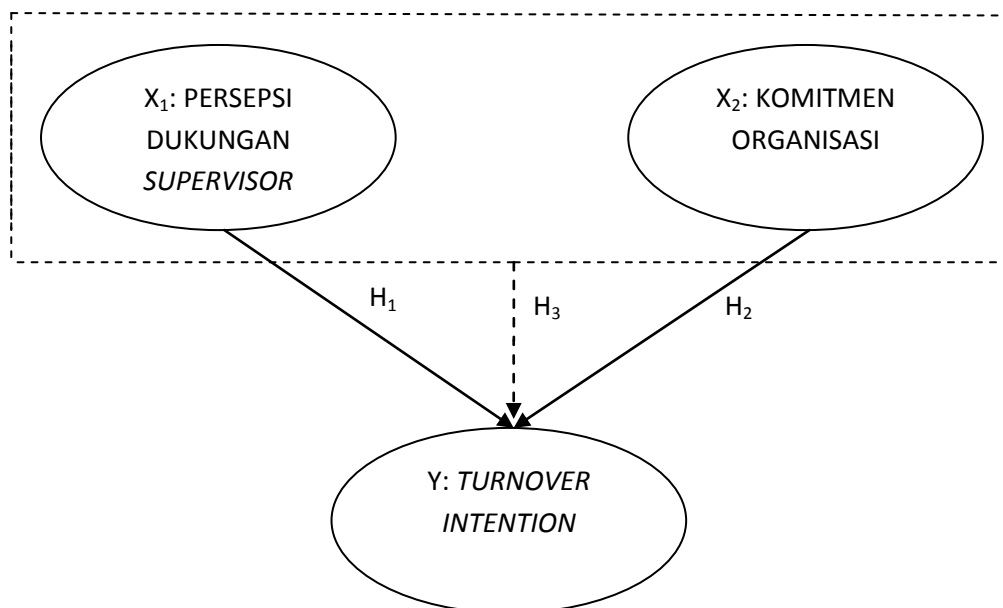 X₁: PERSEPSI
DUKUNGAN
SUPERVISOR
X₂: KOMITMEN
ORGANISASI
H₁
H₃
H₂
Y: TURNOVER
INTENTION